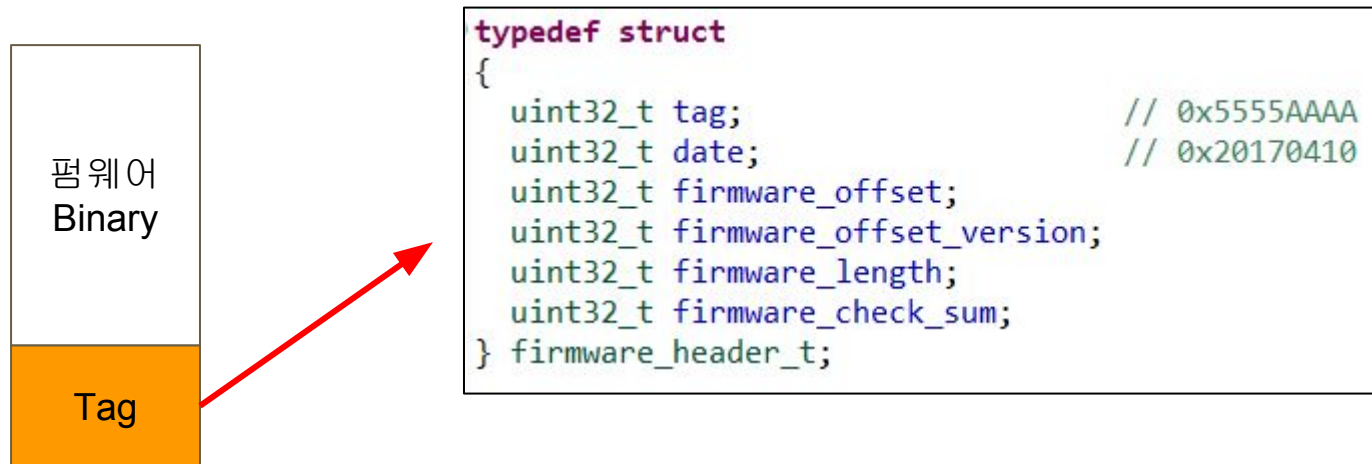 펌웨어
Binary
Tag
typedef struct
{
  uint32_t tag;                        // 0x5555AAAA
  uint32_t date;                       // 0x20170410
  uint32_t firmware_offset;
  uint32_t firmware_offset_version;
  uint32_t firmware_length;
  uint32_t firmware_check_sum;
} firmware_header_t;